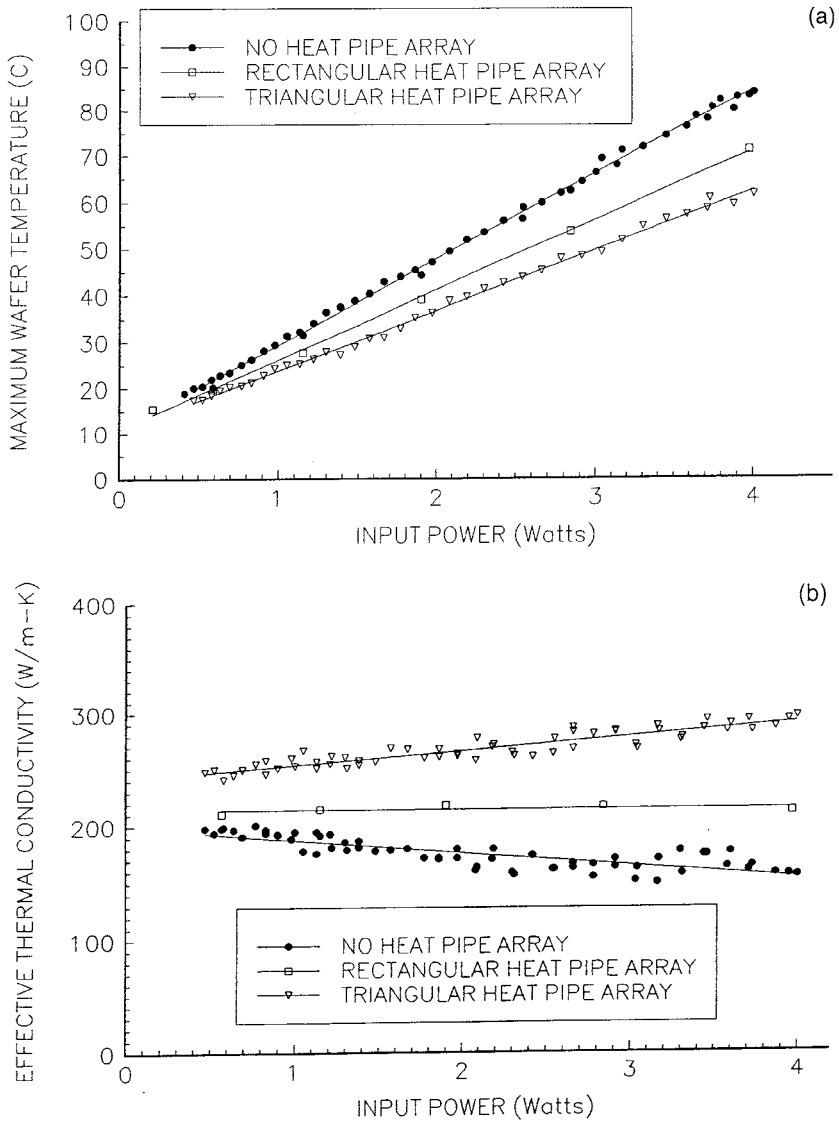 (a)
NO HEAT PIPE ARRAY
RECTANGULAR HEAT PIPE ARRAY
TRIANGULAR HEAT PIPE ARRAY
MAXIMUM WAFER TEMPERATURE (C)
100
90
80
70
60
50
40
30
20
10
0
0 1 2 3 4
INPUT POWER (Watts)
(b)
EFFECTIVE THERMAL CONDUCTIVITY (W/m-K)
400
300
200
100
0
NO HEAT PIPE ARRAY
RECTANGULAR HEAT PIPE ARRAY
TRIANGULAR HEAT PIPE ARRAY
0 1 2 3 4
INPUT POWER (Watts)